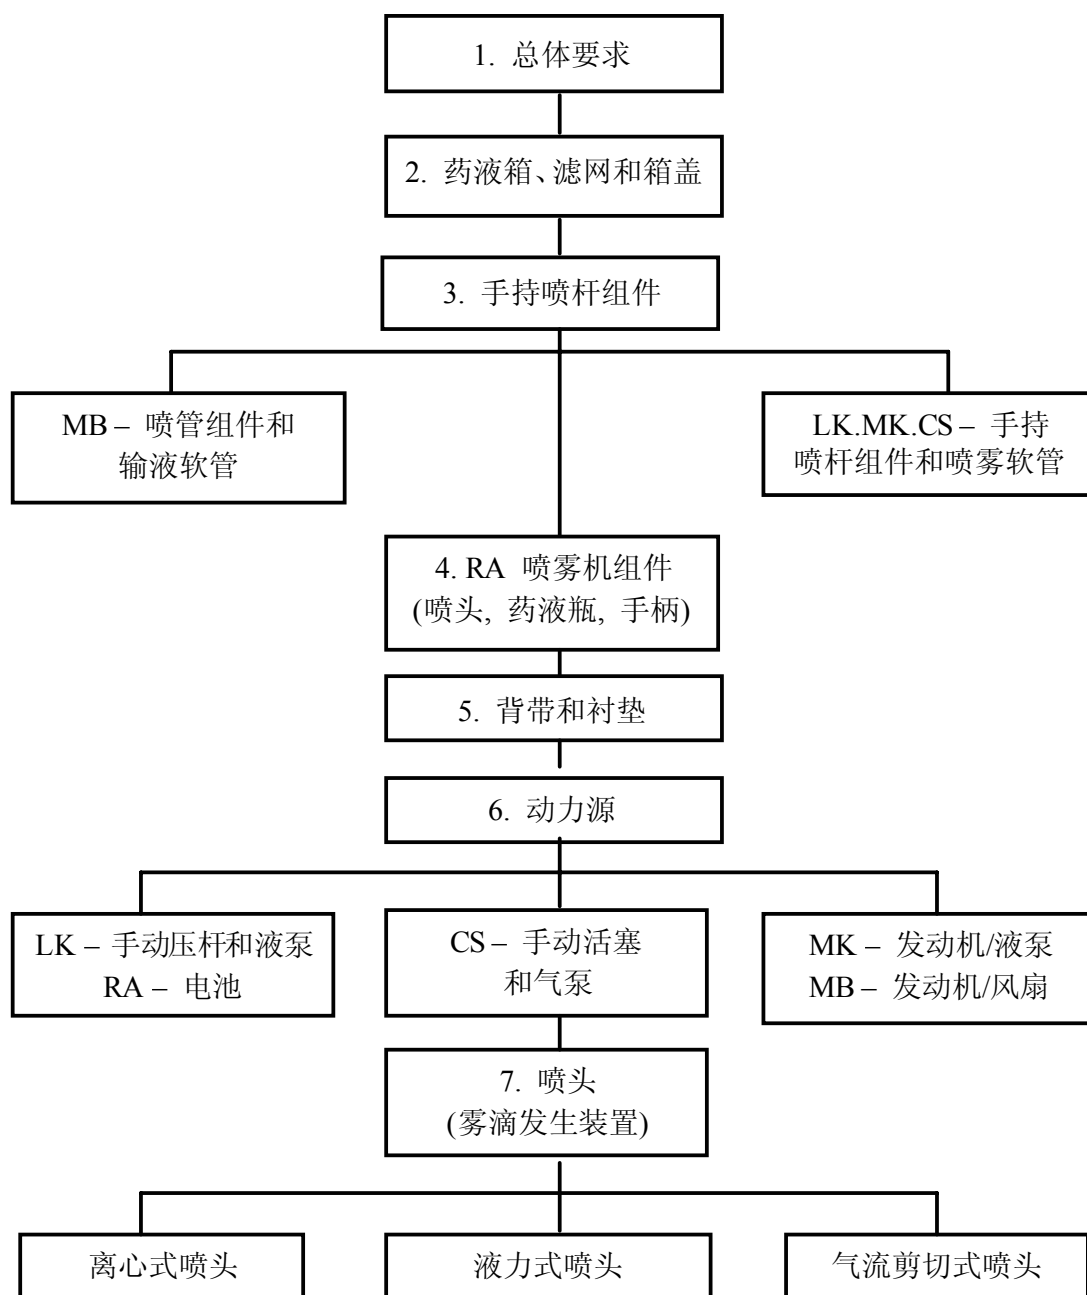 1. 总体要求
2. 药液箱、滤网和箱盖
3. 手持喷杆组件
MB – 喷管组件和
输液软管
LK.MK.CS – 手持
喷杆组件和喷雾软管
4. RA 喷雾机组件
(喷头, 药液瓶, 手柄)
5. 背带和衬垫
6. 动力源
LK – 手动压杆和液泵
RA – 电池
CS – 手动活塞
和气泵
MK – 发动机/液泵
MB – 发动机/风扇
7. 喷头
(雾滴发生装置)
离心式喷头
液力式喷头
气流剪切式喷头